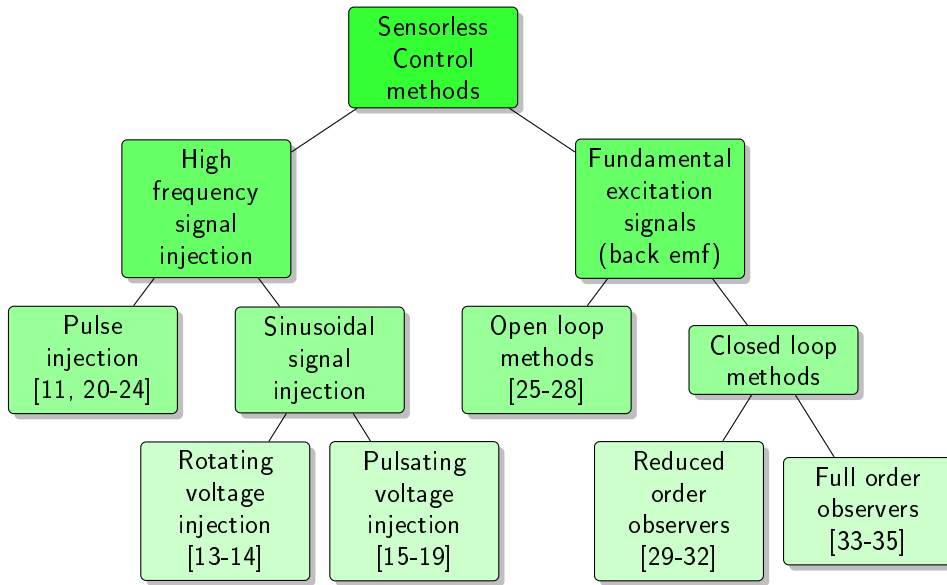 Sensorless
Control
methods
High
frequency
signal
injection
Fundamental
excitation
signals
(back emf)
Pulse
injection
[11, 20-24]
Sinusoidal
signal
injection
Open loop
methods
[25-28]
Closed loop
methods
Rotating
voltage
injection
[13-14]
Pulsating
voltage
injection
[15-19]
Reduced
order
observers
[29-32]
Full order
observers
[33-35]